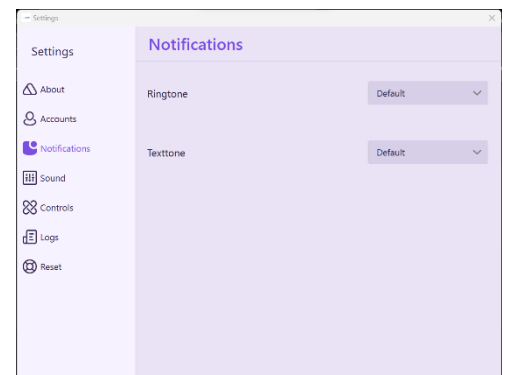 Settings
Settings
Notifications
About
Accounts
Notifications
Sound
Controls
Logs
Reset
Ringtone
Default
Texttone
Default